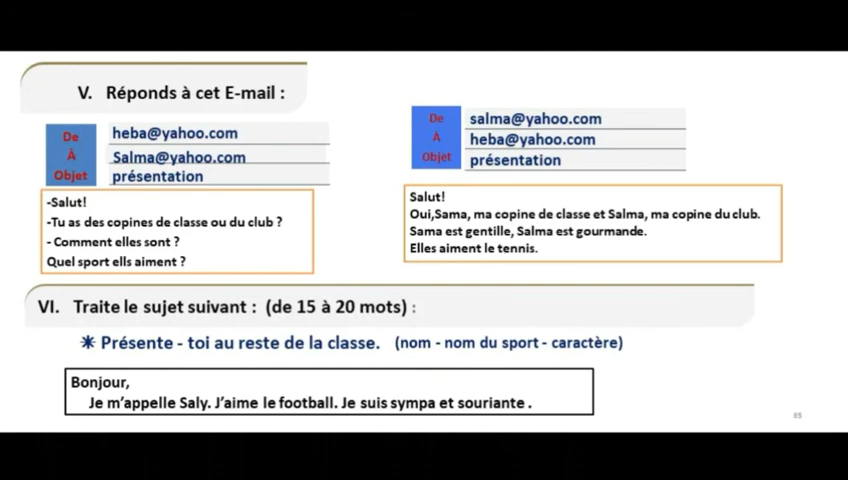 V. Réponds à cet E-mail :
De heba@yahoo.com
À Salma@yahoo.com
Objet présentation
-Salut!
-Tu as des copines de classe ou du club ?
- Comment elles sont ?
Quel sport ells aiment ?
De salma@yahoo.com
A heba@yahoo.com
Objet présentation
Salut!
Oui,Sama, ma copine de classe et Salma, ma copine du club.
Sama est gentille, Salma est gourmande.
Elles aiment le tennis.
VI. Traite le sujet suivant : (de 15 à 20 mots) :
✳ Présente - toi au reste de la classe. (nom - nom du sport - caractère)
Bonjour,
Je m'appelle Saly. J'aime le football. Je suis sympa et souriante .
85